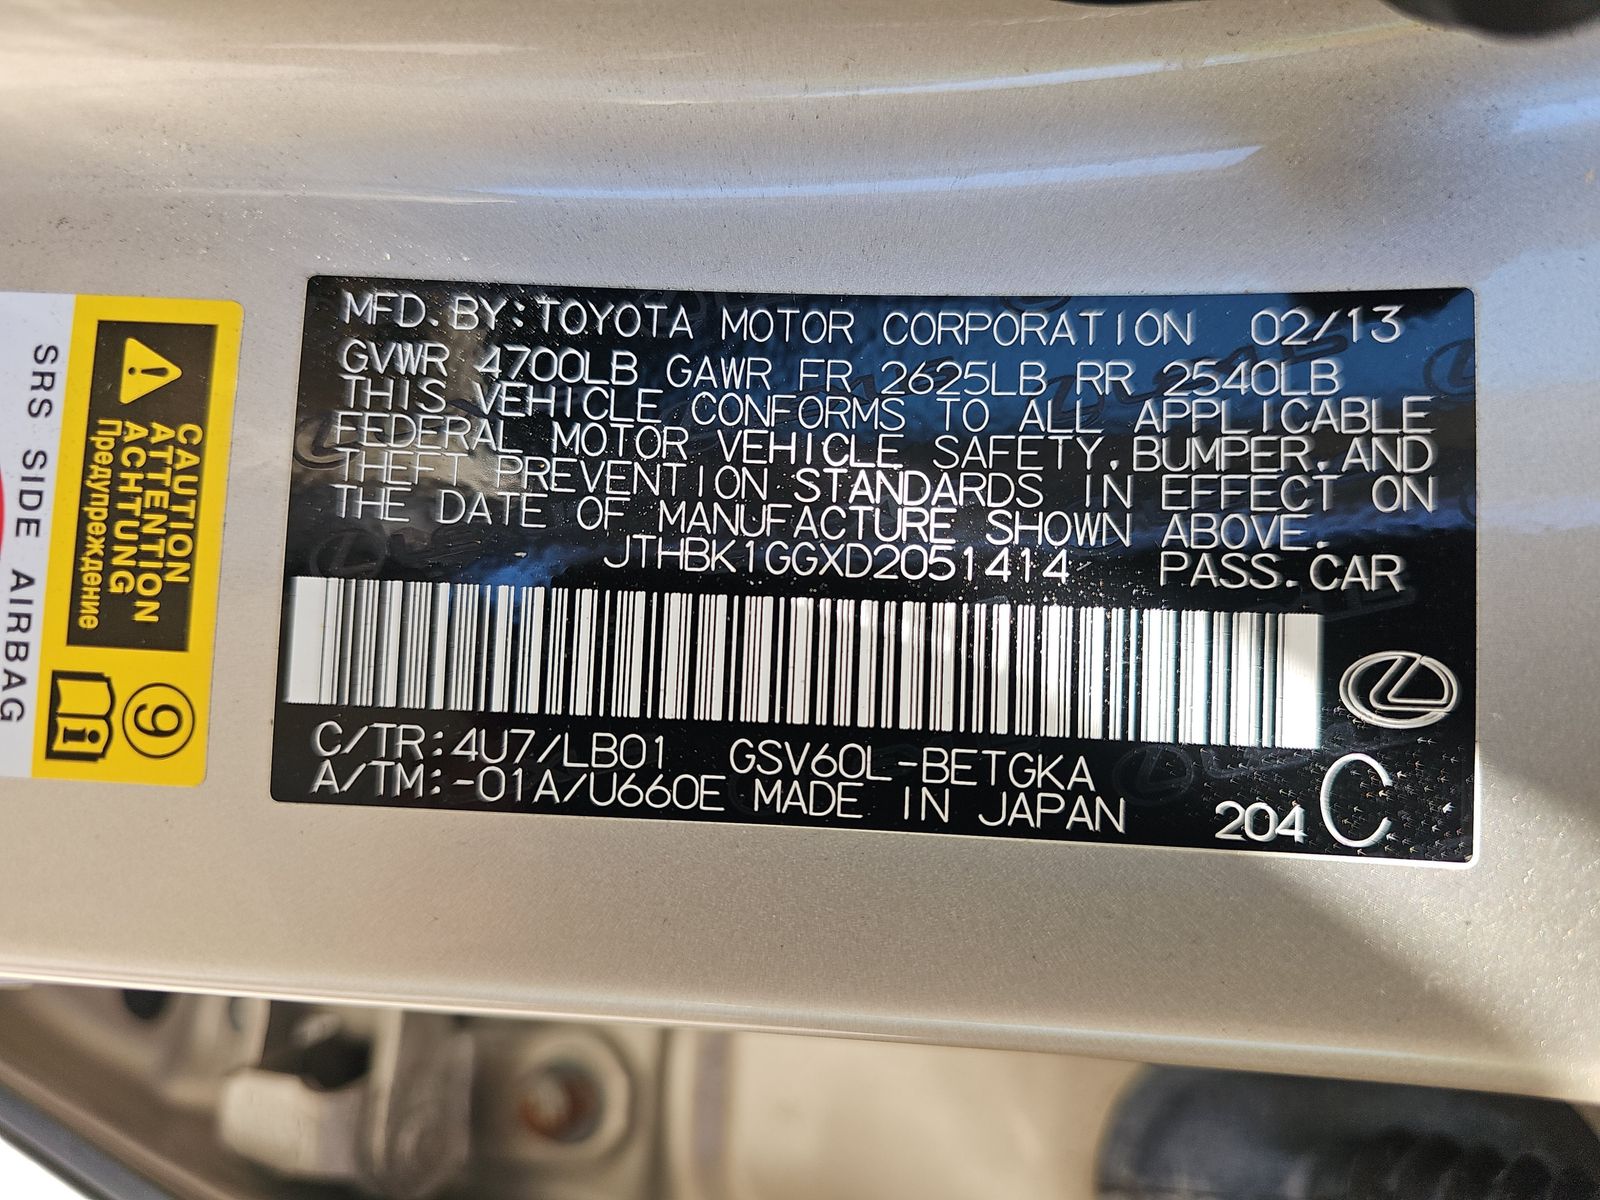 MFD.BY:TOYOTA MOTOR CORPORATION 02/13
GVWR 4700LB GAWR FR 2625LB RR 2540LB
THIS VEHICLE CONFORMS TO ALL APPLICABLE
FEDERAL MOTOR VEHICLE SAFETY,BUMPER,AND
THEFT PREVENTION STANDARDS IN EFFECT ON
THE DATE OF MANUFACTURE SHOWN ABOVE.
JTHBK1GGXD2051414 PASS.CAR
C/TR:4U7/LB01 GSV60L-BETGKA
A/TM:-01A/U660E MADE IN JAPAN
204 C
CAUTION
ATTENTION
ACHTUNG
Предупреждение
9
SRS SIDE AIRBAG